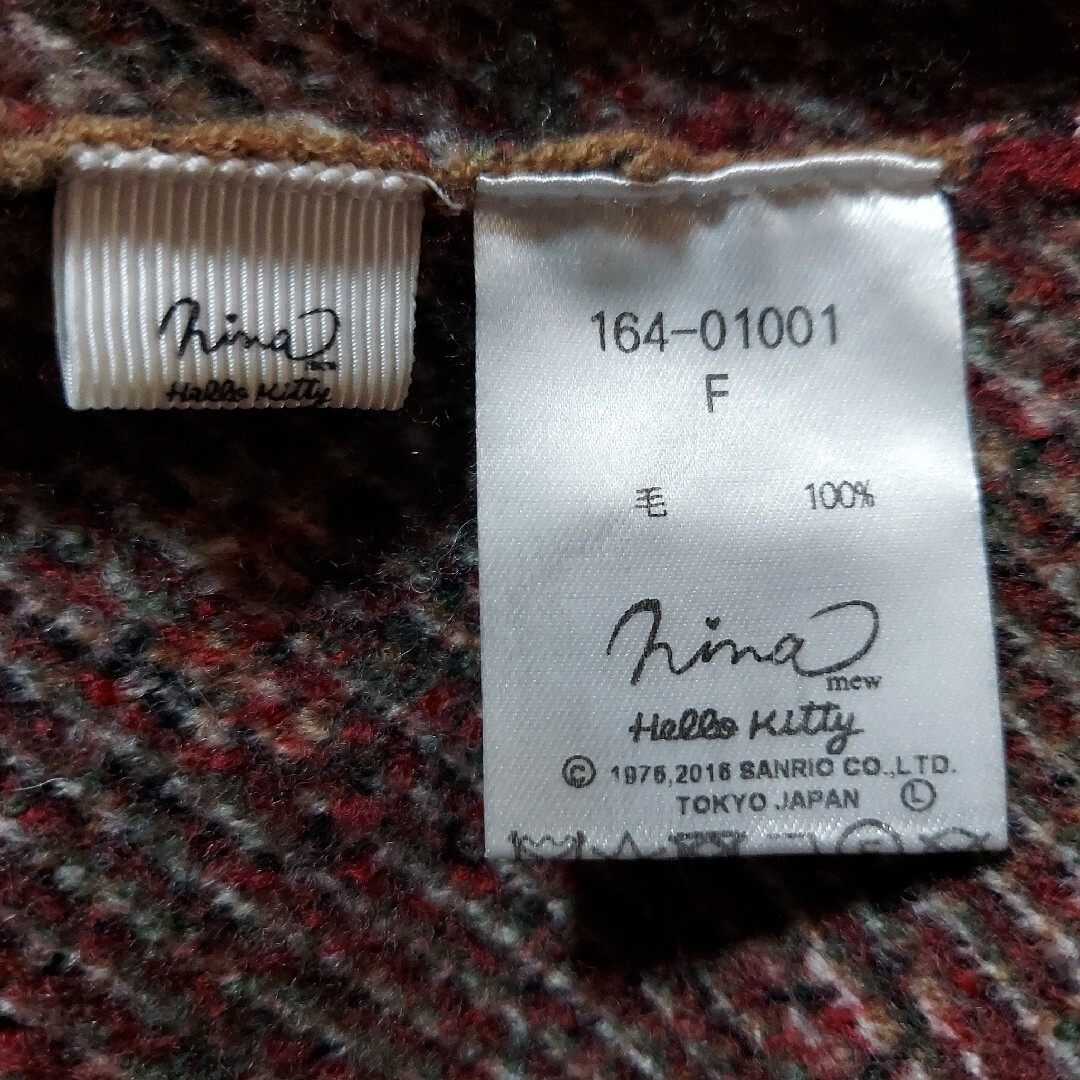 nina
mew
Hello Kitty
164-01001
F
毛 100%
nina
mew
Hello Kitty
© 1976,2016 SANRIO CO.,LTD.
TOKYO JAPAN Ⓛ